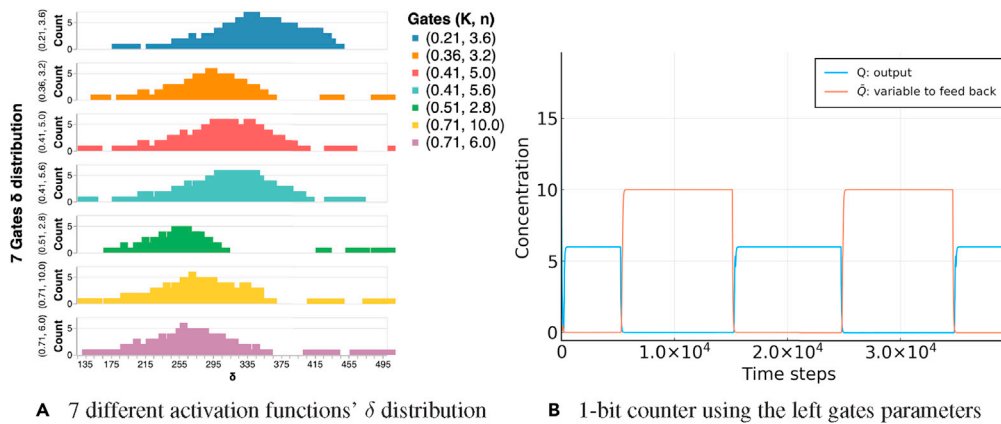 7 Gates δ distribution
(0.21, 3.6)
Count
5
0
(0.36, 3.2)
Count
5
0
(0.41, 5.0)
Count
5
0
(0.41, 5.6)
Count
5
0
(0.51, 2.8)
Count
5
0
(0.71, 10.0)
Count
5
0
(0.71, 6.0)
Count
5
0
135 175 215 255 295 335 375 415 455 495
δ
Gates (K, n)
(0.21, 3.6)
(0.36, 3.2)
(0.41, 5.0)
(0.41, 5.6)
(0.51, 2.8)
(0.71, 10.0)
(0.71, 6.0)
A 7 different activation functions' δ distribution
Q: output
Q̄: variable to feed back
Concentration
15
10
5
0
0 1.0×10⁴ 2.0×10⁴ 3.0×10⁴
Time steps
B 1-bit counter using the left gates parameters